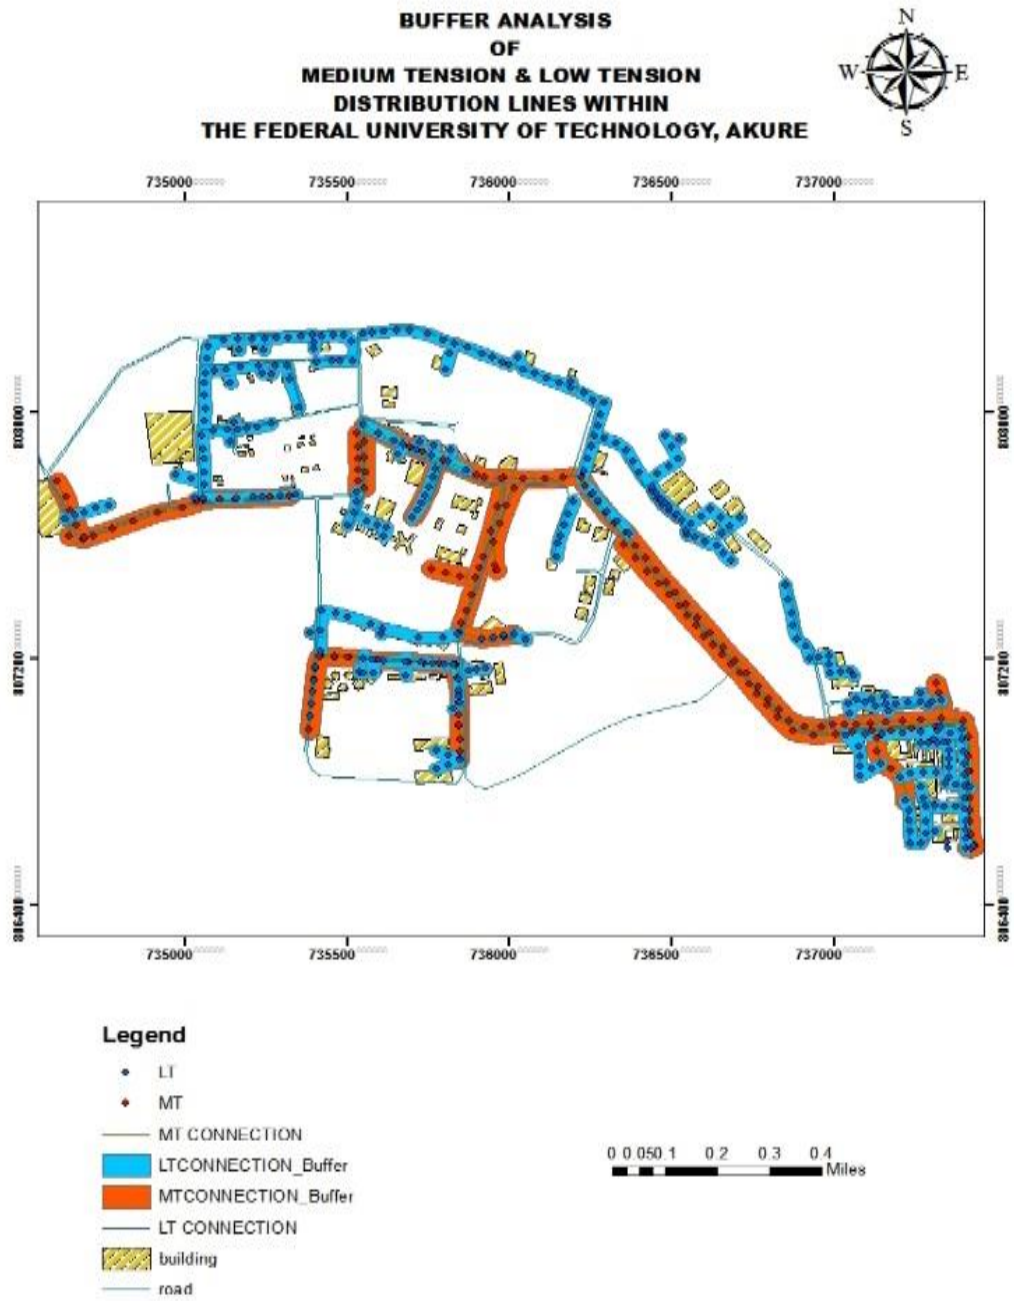 BUFFER ANALYSIS
OF
MEDIUM TENSION & LOW TENSION
DISTRIBUTION LINES WITHIN
THE FEDERAL UNIVERSITY OF TECHNOLOGY, AKURE
N
W E
S
735000 735500 736000 736500 737000
735000 735500 736000 736500 737000
Legend
LT
MT
MT CONNECTION
LTCONNECTION_Buffer
MTCONNECTION_Buffer
LT CONNECTION
building
road
0 0.050.1 0.2 0.3 0.4
Miles